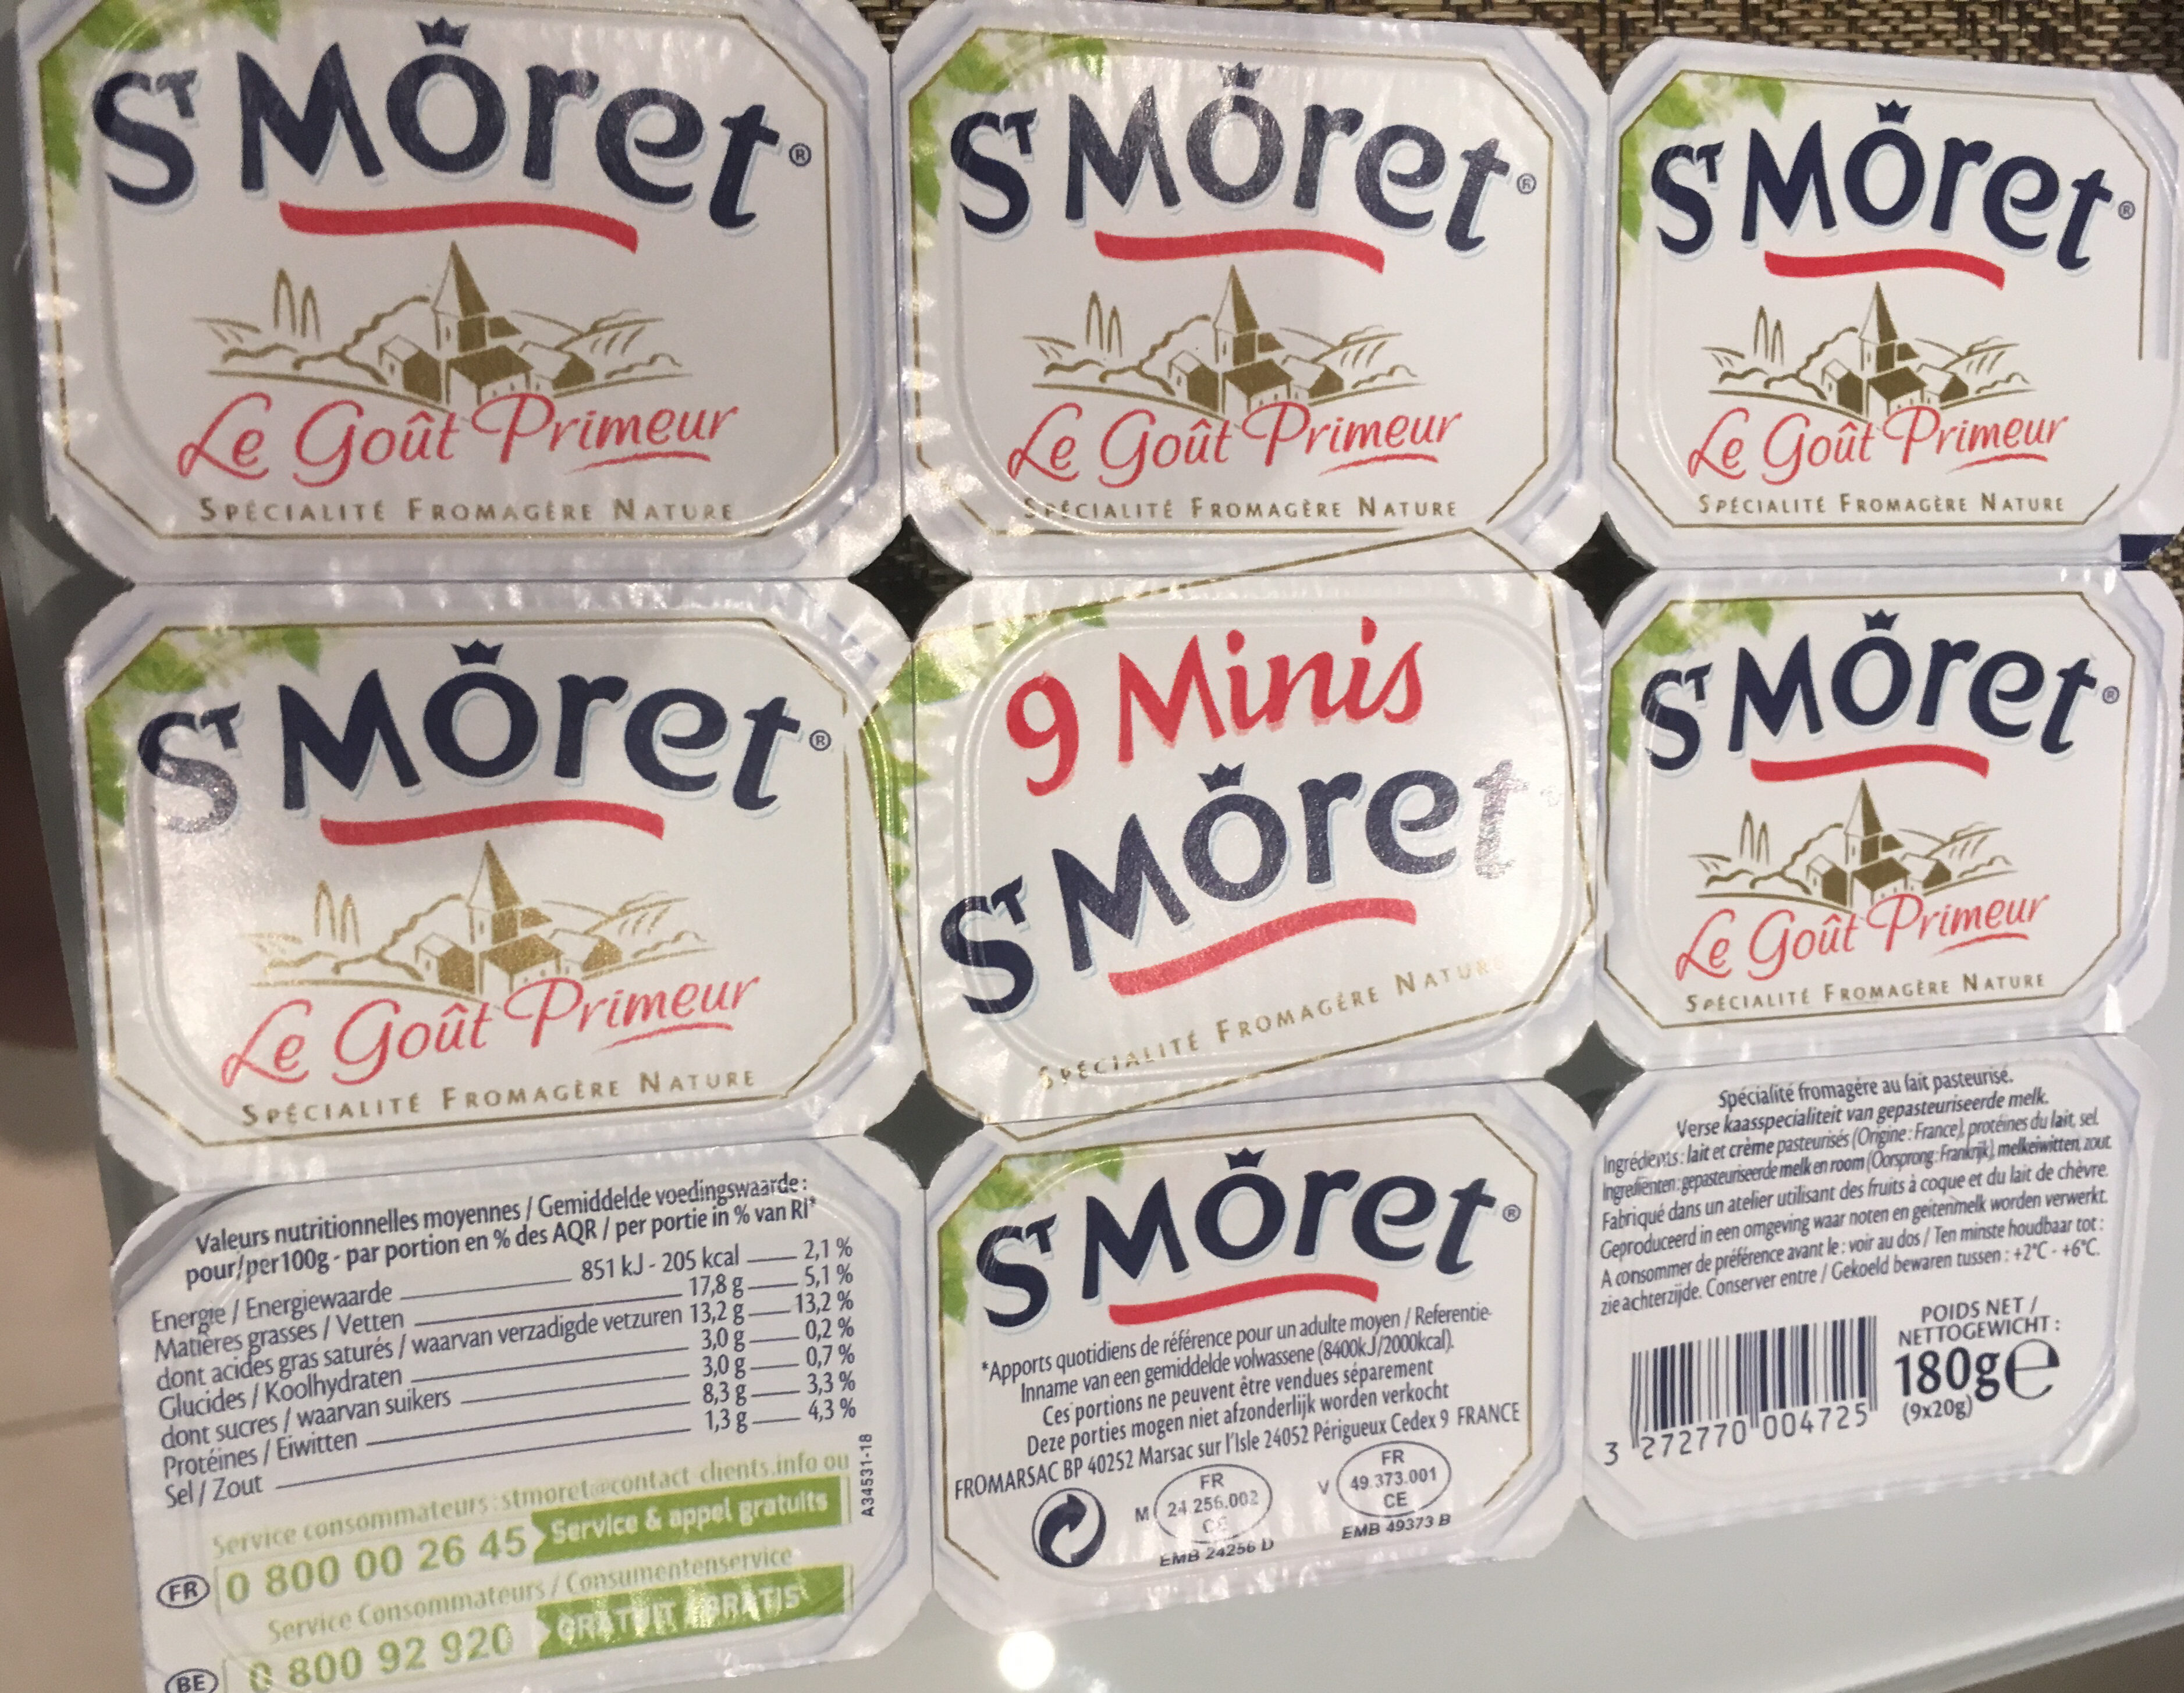 ST Môret®
Le Goût Primeur
SPÉCIALITÉ FROMAGÈRE NATURE
ST Môret®
Le Goût Primeur
SPÉCIALITÉ FROMAGÈRE NATURE
ST Môret®
Le Goût Primeur
SPÉCIALITÉ FROMAGÈRE NATURE
ST Môret®
Le Goût Primeur
SPÉCIALITÉ FROMAGÈRE NATURE
9 Minis
ST Môret
SPÉCIALITÉ FROMAGÈRE NATURE
ST Môret®
Le Goût Primeur
SPÉCIALITÉ FROMAGÈRE NATURE
Valeurs nutritionnelles moyennes / Gemiddelde voedingswaarde :
pour/per100g - par portion en % des AQR / per portie in % van RI*
Energie / Energiewaarde 851 kJ - 205 kcal 2,1 %
Matières grasses / Vetten 17,8 g 5,1 %
dont acides gras saturés / waarvan verzadigde vetzuren 13,2 g 13,2 %
Glucides / Koolhydraten 3,0 g 0,2 %
dont sucres / waarvan suikers 3,0 g 0,7 %
Protéines / Eiwitten 8,3 g 3,3 %
Sel / Zout 1,3 g 4,3 %
A34531-18
Service consommateurs : stmoret@contact-clients.info ou
FR 0 800 00 26 45 Service & appel gratuits
Service Consommateurs / Consumentenservice
BE 0 800 92 920 GRATUIT / GRATIS
ST Môret®
*Apports quotidiens de référence pour un adulte moyen / Referentie-
Inname van een gemiddelde volwassene (8400kJ/2000kcal).
Ces portions ne peuvent être vendues séparement
Deze porties mogen niet afzonderlijk worden verkocht
FROMARSAC BP 40252 Marsac sur l'Isle 24052 Périgueux Cedex 9 FRANCE
M FR 24.256.002 CE
EMB 24256 D
V FR 49.373.001 CE
EMB 49373 B
Spécialité fromagère au lait pasteurisé.
Verse kaasspecialiteit van gepasteuriseerde melk.
Ingrédients : lait et crème pasteurisés (Origine : France), protéines du lait, sel.
Ingrediënten : gepasteuriseerde melk en room (Oorsprong : Frankrijk), melkeiwitten, zout.
Fabriqué dans un atelier utilisant des fruits à coque et du lait de chèvre.
Geproduceerd in een omgeving waar noten en geitenmelk worden verwerkt.
A consommer de préférence avant le : voir au dos / Ten minste houdbaar tot :
zie achterzijde. Conserver entre / Gekoeld bewaren tussen : +2°C - +6°C.
POIDS NET /
NETTOGEWICHT :
180g e
(9x20g)
3 272770 004725